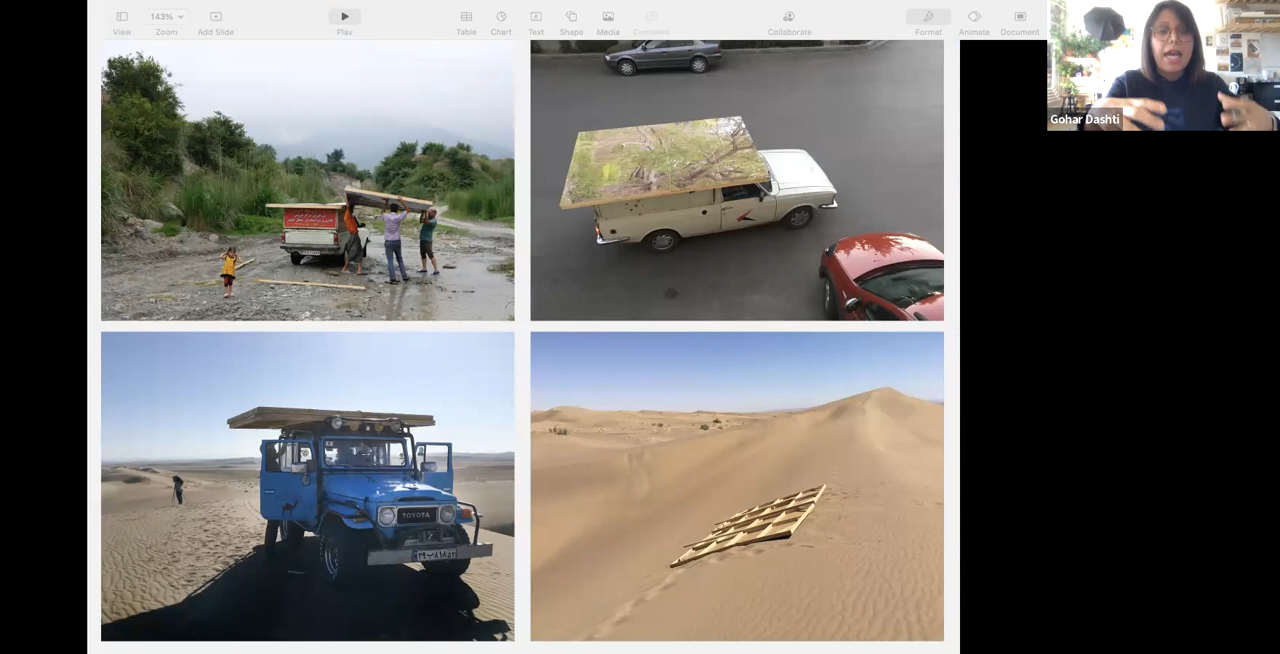 143%
View
Zoom
Add Slide
Play
Table
Chart
Text
Shape
Media
Comment
Collaborate
Format
Animate
Document
Gohar Dashti
TOYOTA